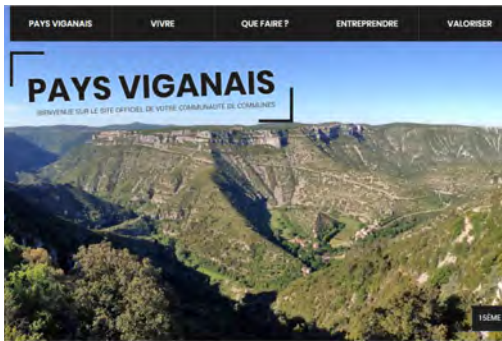 PAYS VIGANAIS VIVRE QUE FAIRE ? ENTREPRENDRE VALORISER
PAYS VIGANAIS
BIENVENUE SUR LE SITE OFFICIEL DE VOTRE COMMUNAUTÉ DE COMMUNES
15ÈME